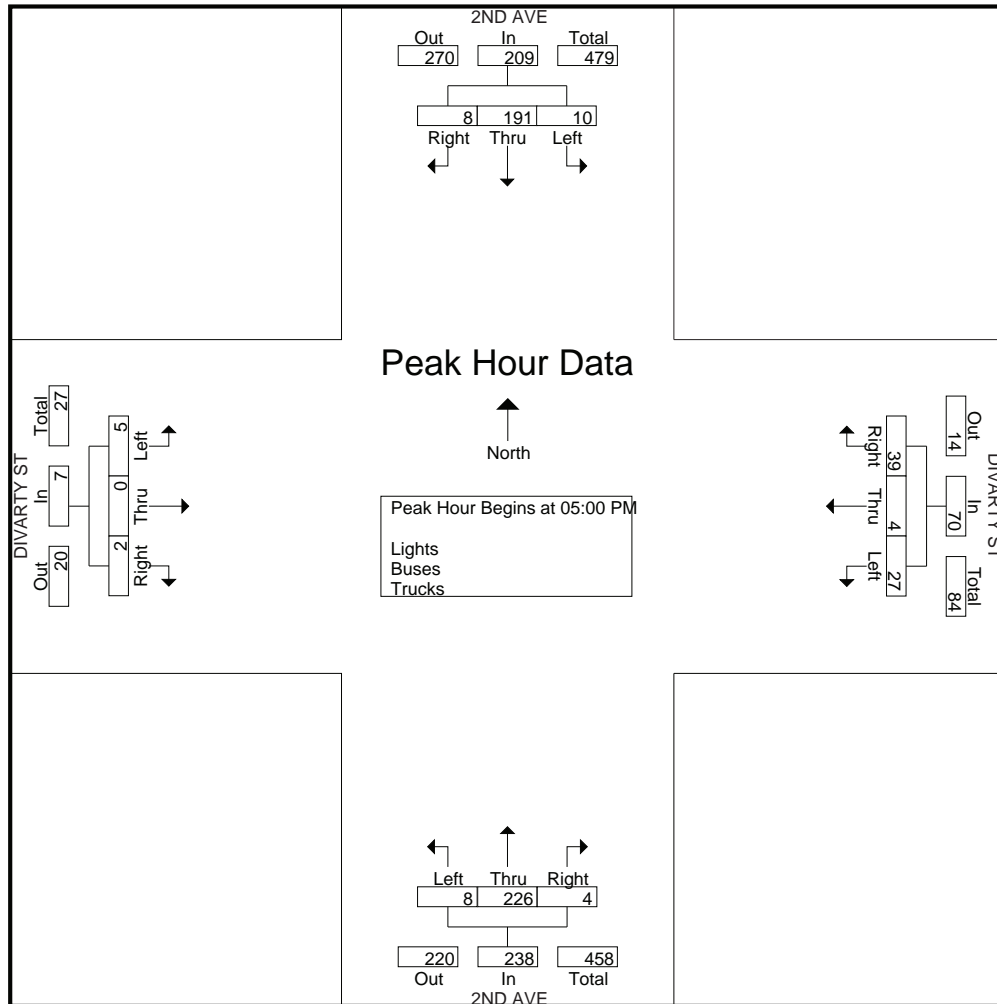 2ND AVE
Out In Total
270 209 479
8 191 10
Right Thru Left
Peak Hour Data
North
Peak Hour Begins at 05:00 PM
Lights
Buses
Trucks
DIVARTY ST
Out In Total
20 7 27
Right Thru Left
2 0 5
DIVARTY ST
Out In Total
14 70 84
Right Thru Left
39 4 27
Left Thru Right
8 226 4
220 238 458
Out In Total
2ND AVE